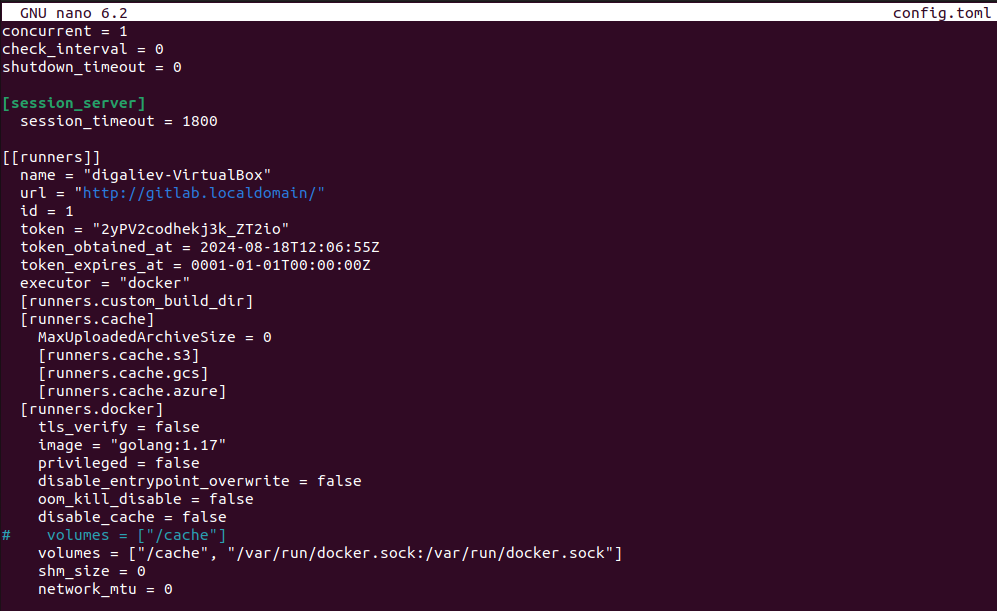 GNU nano 6.2 config.toml
concurrent = 1
check_interval = 0
shutdown_timeout = 0
[session_server]
session_timeout = 1800
[[runners]]
name = "digaliev-VirtualBox"
url = "http://gitlab.localdomain/"
id = 1
token = "2yPV2codhekj3k_ZT2io"
token_obtained_at = 2024-08-18T12:06:55Z
token_expires_at = 0001-01-01T00:00:00Z
executor = "docker"
[runners.custom_build_dir]
[runners.cache]
MaxUploadedArchiveSize = 0
[runners.cache.s3]
[runners.cache.gcs]
[runners.cache.azure]
[runners.docker]
tls_verify = false
image = "golang:1.17"
privileged = false
disable_entrypoint_overwrite = false
oom_kill_disable = false
disable_cache = false
# volumes = ["/cache"]
volumes = ["/cache", "/var/run/docker.sock:/var/run/docker.sock"]
shm_size = 0
network_mtu = 0